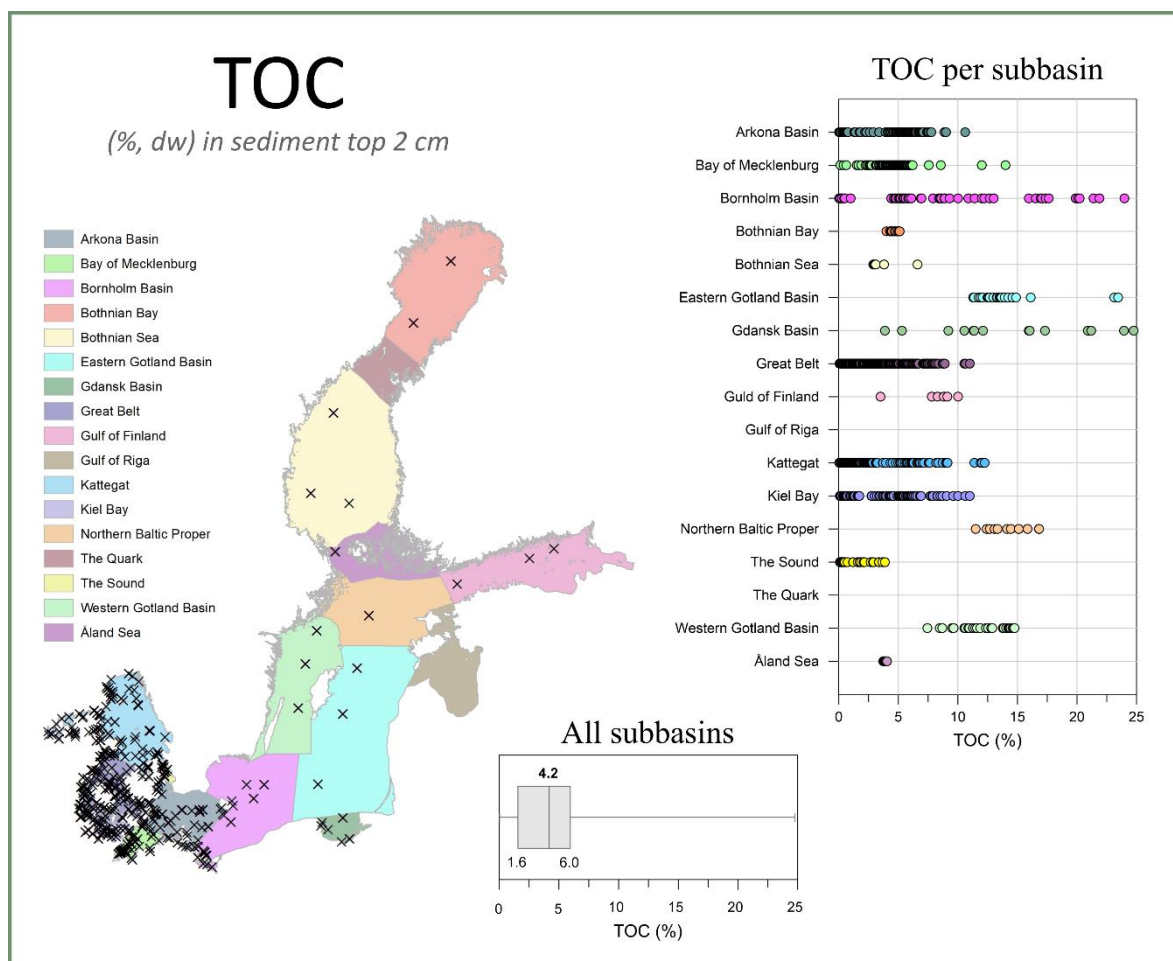 TOC
(%, dw) in sediment top 2 cm
Arkona Basin
Bay of Mecklenburg
Bornholm Basin
Bothnian Bay
Bothnian Sea
Eastern Gotland Basin
Gdansk Basin
Great Belt
Gulf of Finland
Gulf of Riga
Kattegat
Kiel Bay
Northern Baltic Proper
The Quark
The Sound
Western Gotland Basin
Åland Sea
TOC per subbasin
Arkona Basin
Bay of Mecklenburg
Bornholm Basin
Bothnian Bay
Bothnian Sea
Eastern Gotland Basin
Gdansk Basin
Great Belt
Guld of Finland
Gulf of Riga
Kattegat
Kiel Bay
Northern Baltic Proper
The Sound
The Quark
Western Gotland Basin
Åland Sea
0 5 10 15 20 25
TOC (%)
All subbasins
4.2
1.6 6.0
0 5 10 15 20 25
TOC (%)